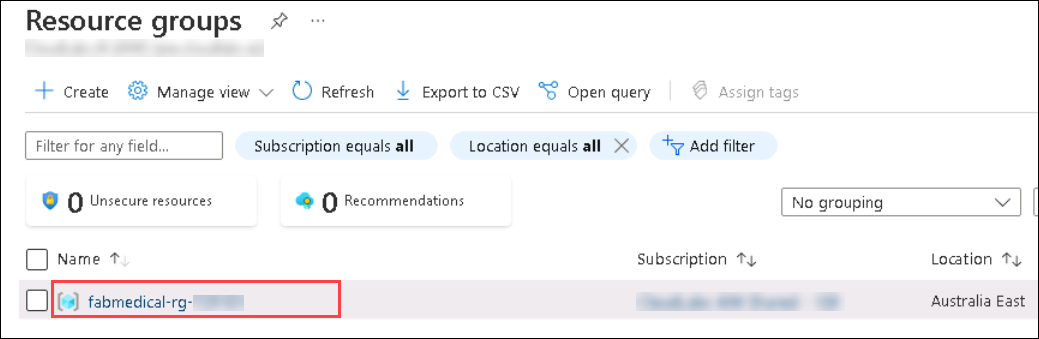 Resource groups
Create Manage view Refresh Export to CSV Open query Assign tags
Filter for any field... Subscription equals all Location equals all Add filter
0 Unsecure resources 0 Recommendations
No grouping
Name Subscription Location
fabmedical-rg- Australia East